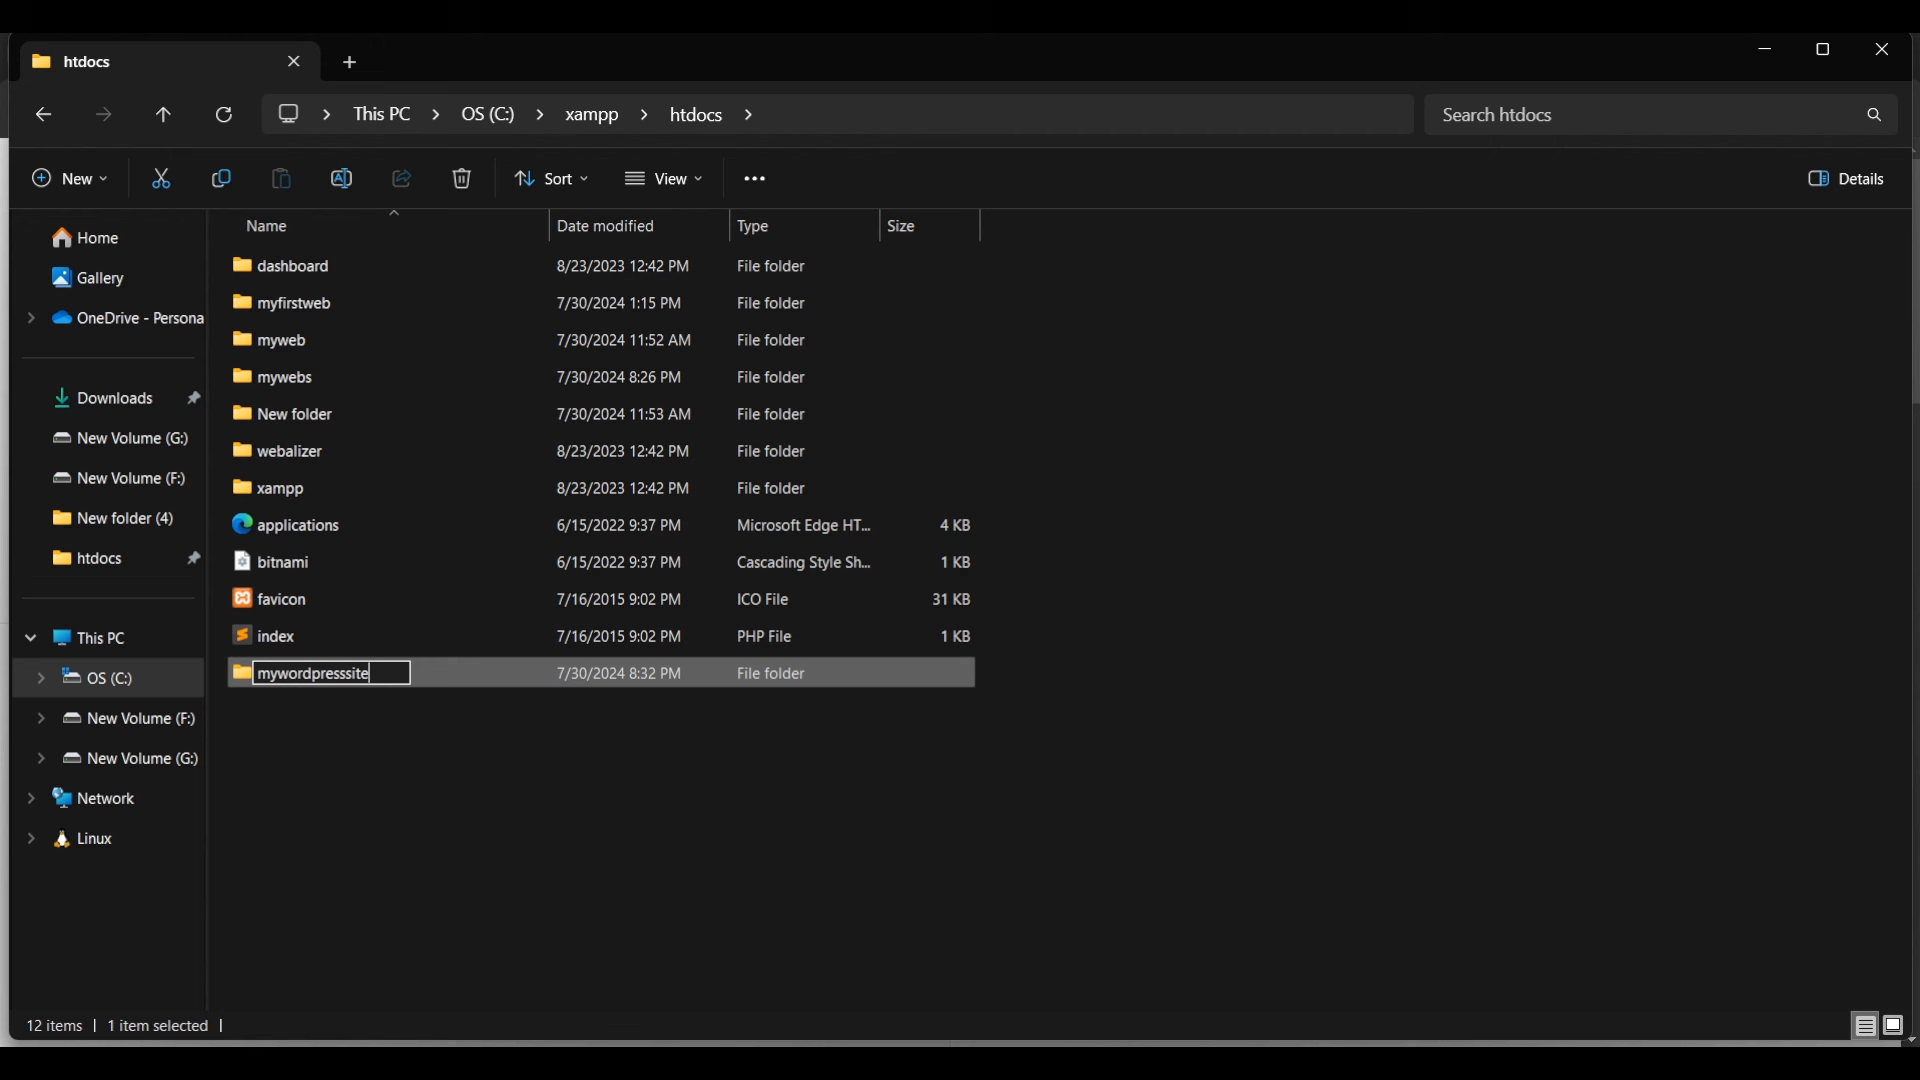 htdocs
This PC OS (C:) xampp htdocs
Search htdocs
New
Sort
View
Details
Name Date modified Type Size
Home
Gallery
OneDrive - Persona
Downloads
New Volume (G:)
New Volume (F:)
New folder (4)
htdocs
This PC
OS (C:)
New Volume (F:)
New Volume (G:)
Network
Linux
dashboard 8/23/2023 12:42 PM File folder
myfirstweb 7/30/2024 1:15 PM File folder
myweb 7/30/2024 11:52 AM File folder
mywebs 7/30/2024 8:26 PM File folder
New folder 7/30/2024 11:53 AM File folder
webalizer 8/23/2023 12:42 PM File folder
xampp 8/23/2023 12:42 PM File folder
applications 6/15/2022 9:37 PM Microsoft Edge HT... 4 KB
bitnami 6/15/2022 9:37 PM Cascading Style Sh... 1 KB
favicon 7/16/2015 9:02 PM ICO File 31 KB
index 7/16/2015 9:02 PM PHP File 1 KB
mywordpresssite 7/30/2024 8:32 PM File folder
12 items 1 item selected